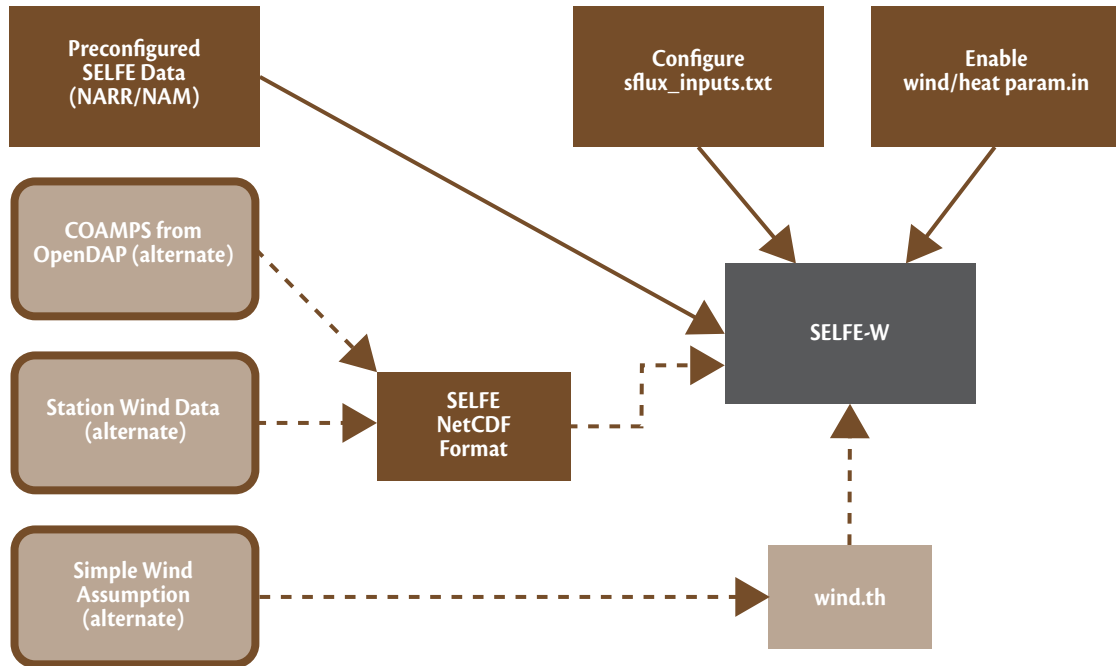 Preconfigured
SELFE Data
(NARR/NAM)
Configure
sflux_inputs.txt
Enable
wind/heat param.in
COAMPS from
OpenDAP (alternate)
SELFE-W
Station Wind Data
(alternate)
SELFE
NetCDF
Format
Simple Wind
Assumption
(alternate)
wind.th